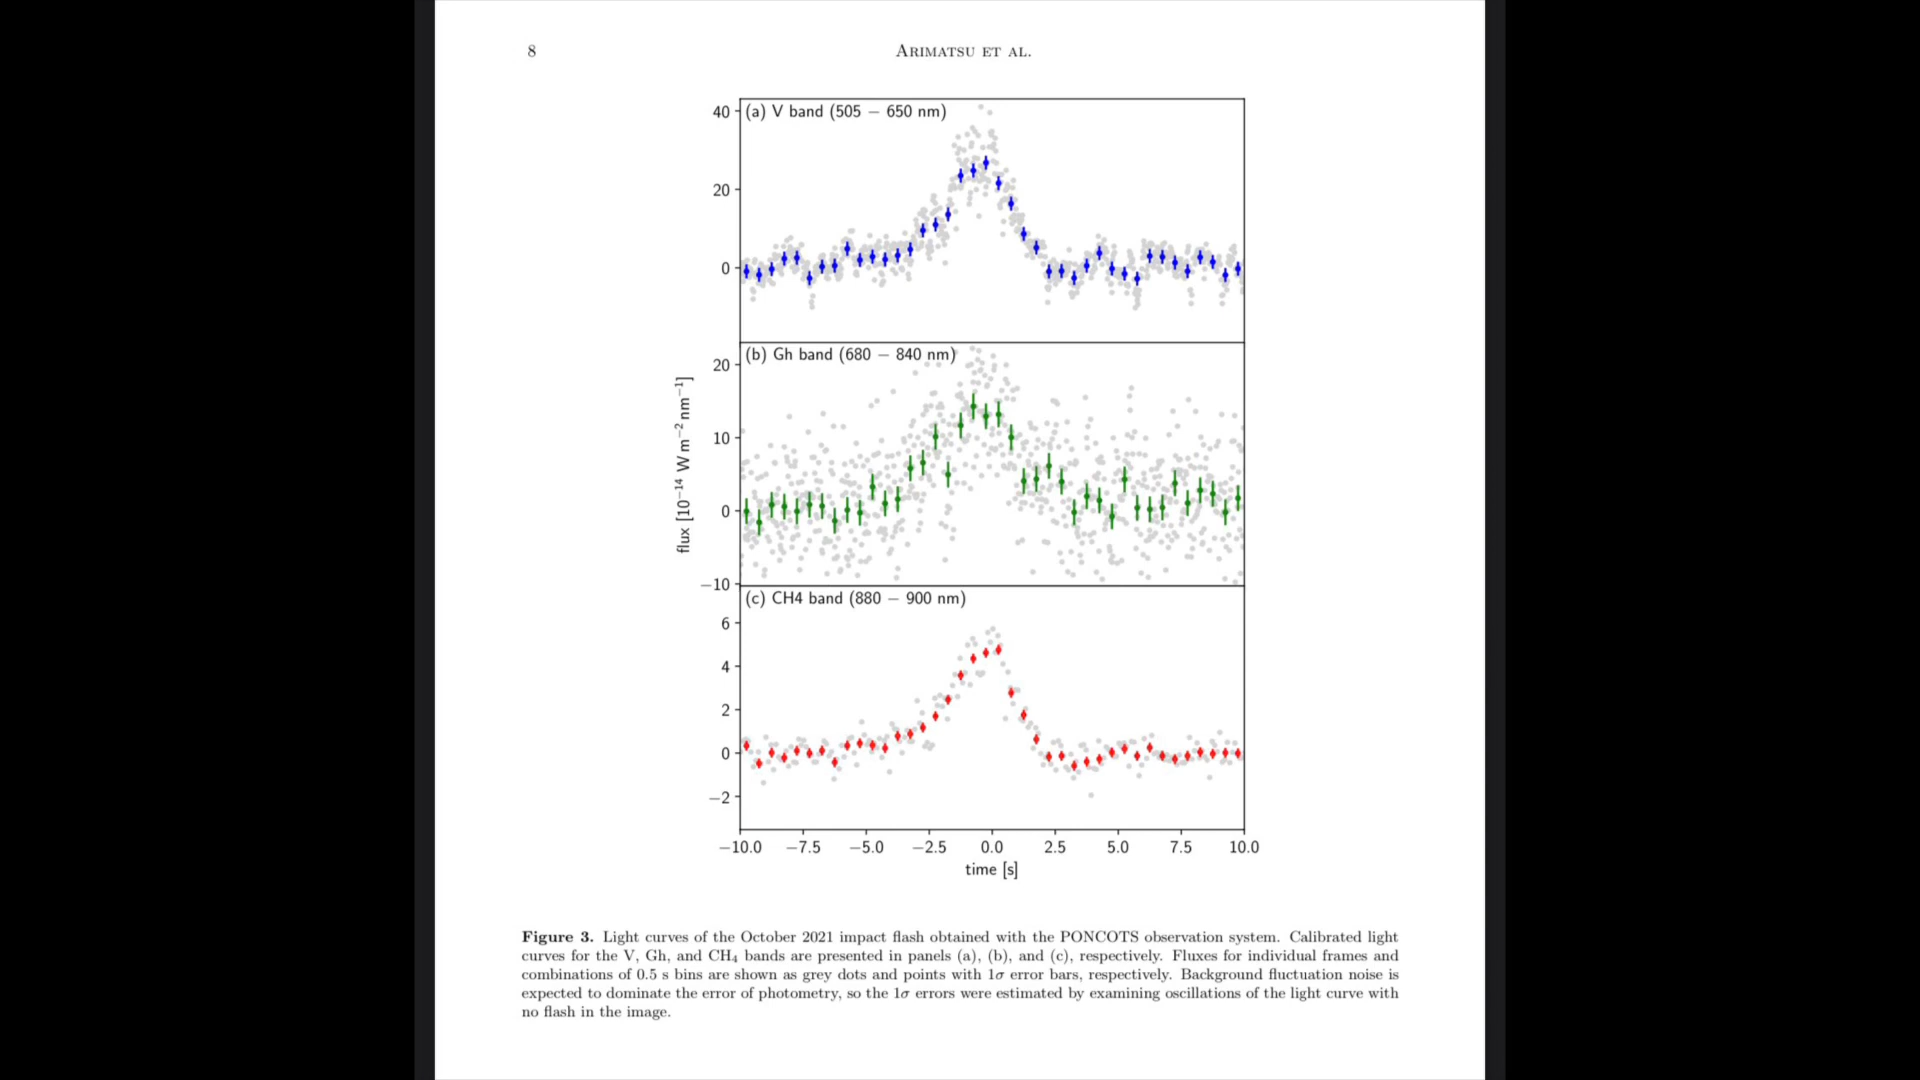 8
ARIMATSU ET AL.
40
(a) V band (505 − 650 nm)
20
0
(b) Gh band (680 − 840 nm)
20
10
0
−10
flux [10⁻¹⁴ W m⁻² nm⁻¹]
(c) CH4 band (880 − 900 nm)
6
4
2
0
−2
−10.0 −7.5 −5.0 −2.5 0.0 2.5 5.0 7.5 10.0
time [s]
Figure 3. Light curves of the October 2021 impact flash obtained with the PONCOTS observation system. Calibrated light
curves for the V, Gh, and CH₄ bands are presented in panels (a), (b), and (c), respectively. Fluxes for individual frames and
combinations of 0.5 s bins are shown as grey dots and points with 1σ error bars, respectively. Background fluctuation noise is
expected to dominate the error of photometry, so the 1σ errors were estimated by examining oscillations of the light curve with
no flash in the image.